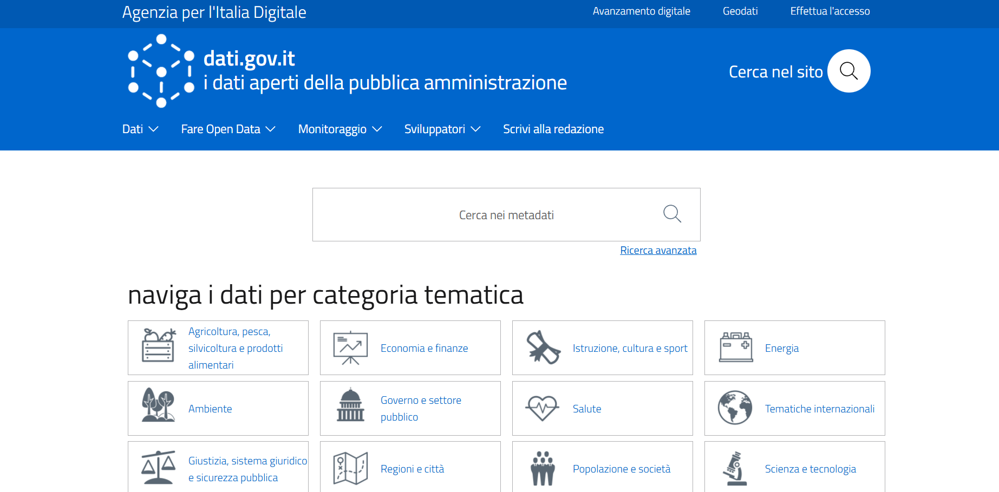 Agenzia per l'Italia Digitale
Avanzamento digitale
Geodati
Effettua l'accesso
dati.gov.it
i dati aperti della pubblica amministrazione
Cerca nel sito
Dati
Fare Open Data
Monitoraggio
Sviluppatori
Scrivi alla redazione
Cerca nei metadati
Ricerca avanzata
naviga i dati per categoria tematica
Agricoltura, pesca,
silvicoltura e prodotti
alimentari
Economia e finanze
Istruzione, cultura e sport
Energia
Ambiente
Governo e settore
pubblico
Salute
Tematiche internazionali
Giustizia, sistema giuridico
e sicurezza pubblica
Regioni e città
Popolazione e società
Scienza e tecnologia